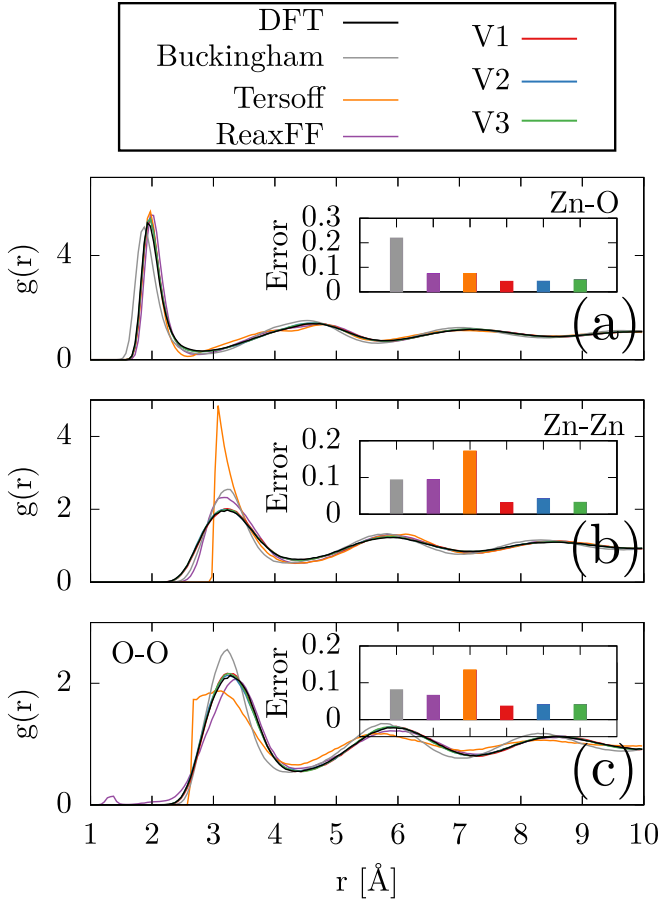 DFT
Buckingham
Tersoff
ReaxFF
V1
V2
V3
g(r)
4
0
Zn-O
Error
0.3
0.2
0.1
0
(a)
g(r)
4
2
0
Zn-Zn
Error
0.2
0.1
0
(b)
g(r)
2
0
O-O
Error
0.2
0.1
0
(c)
1 2 3 4 5 6 7 8 9 10
r [Å]